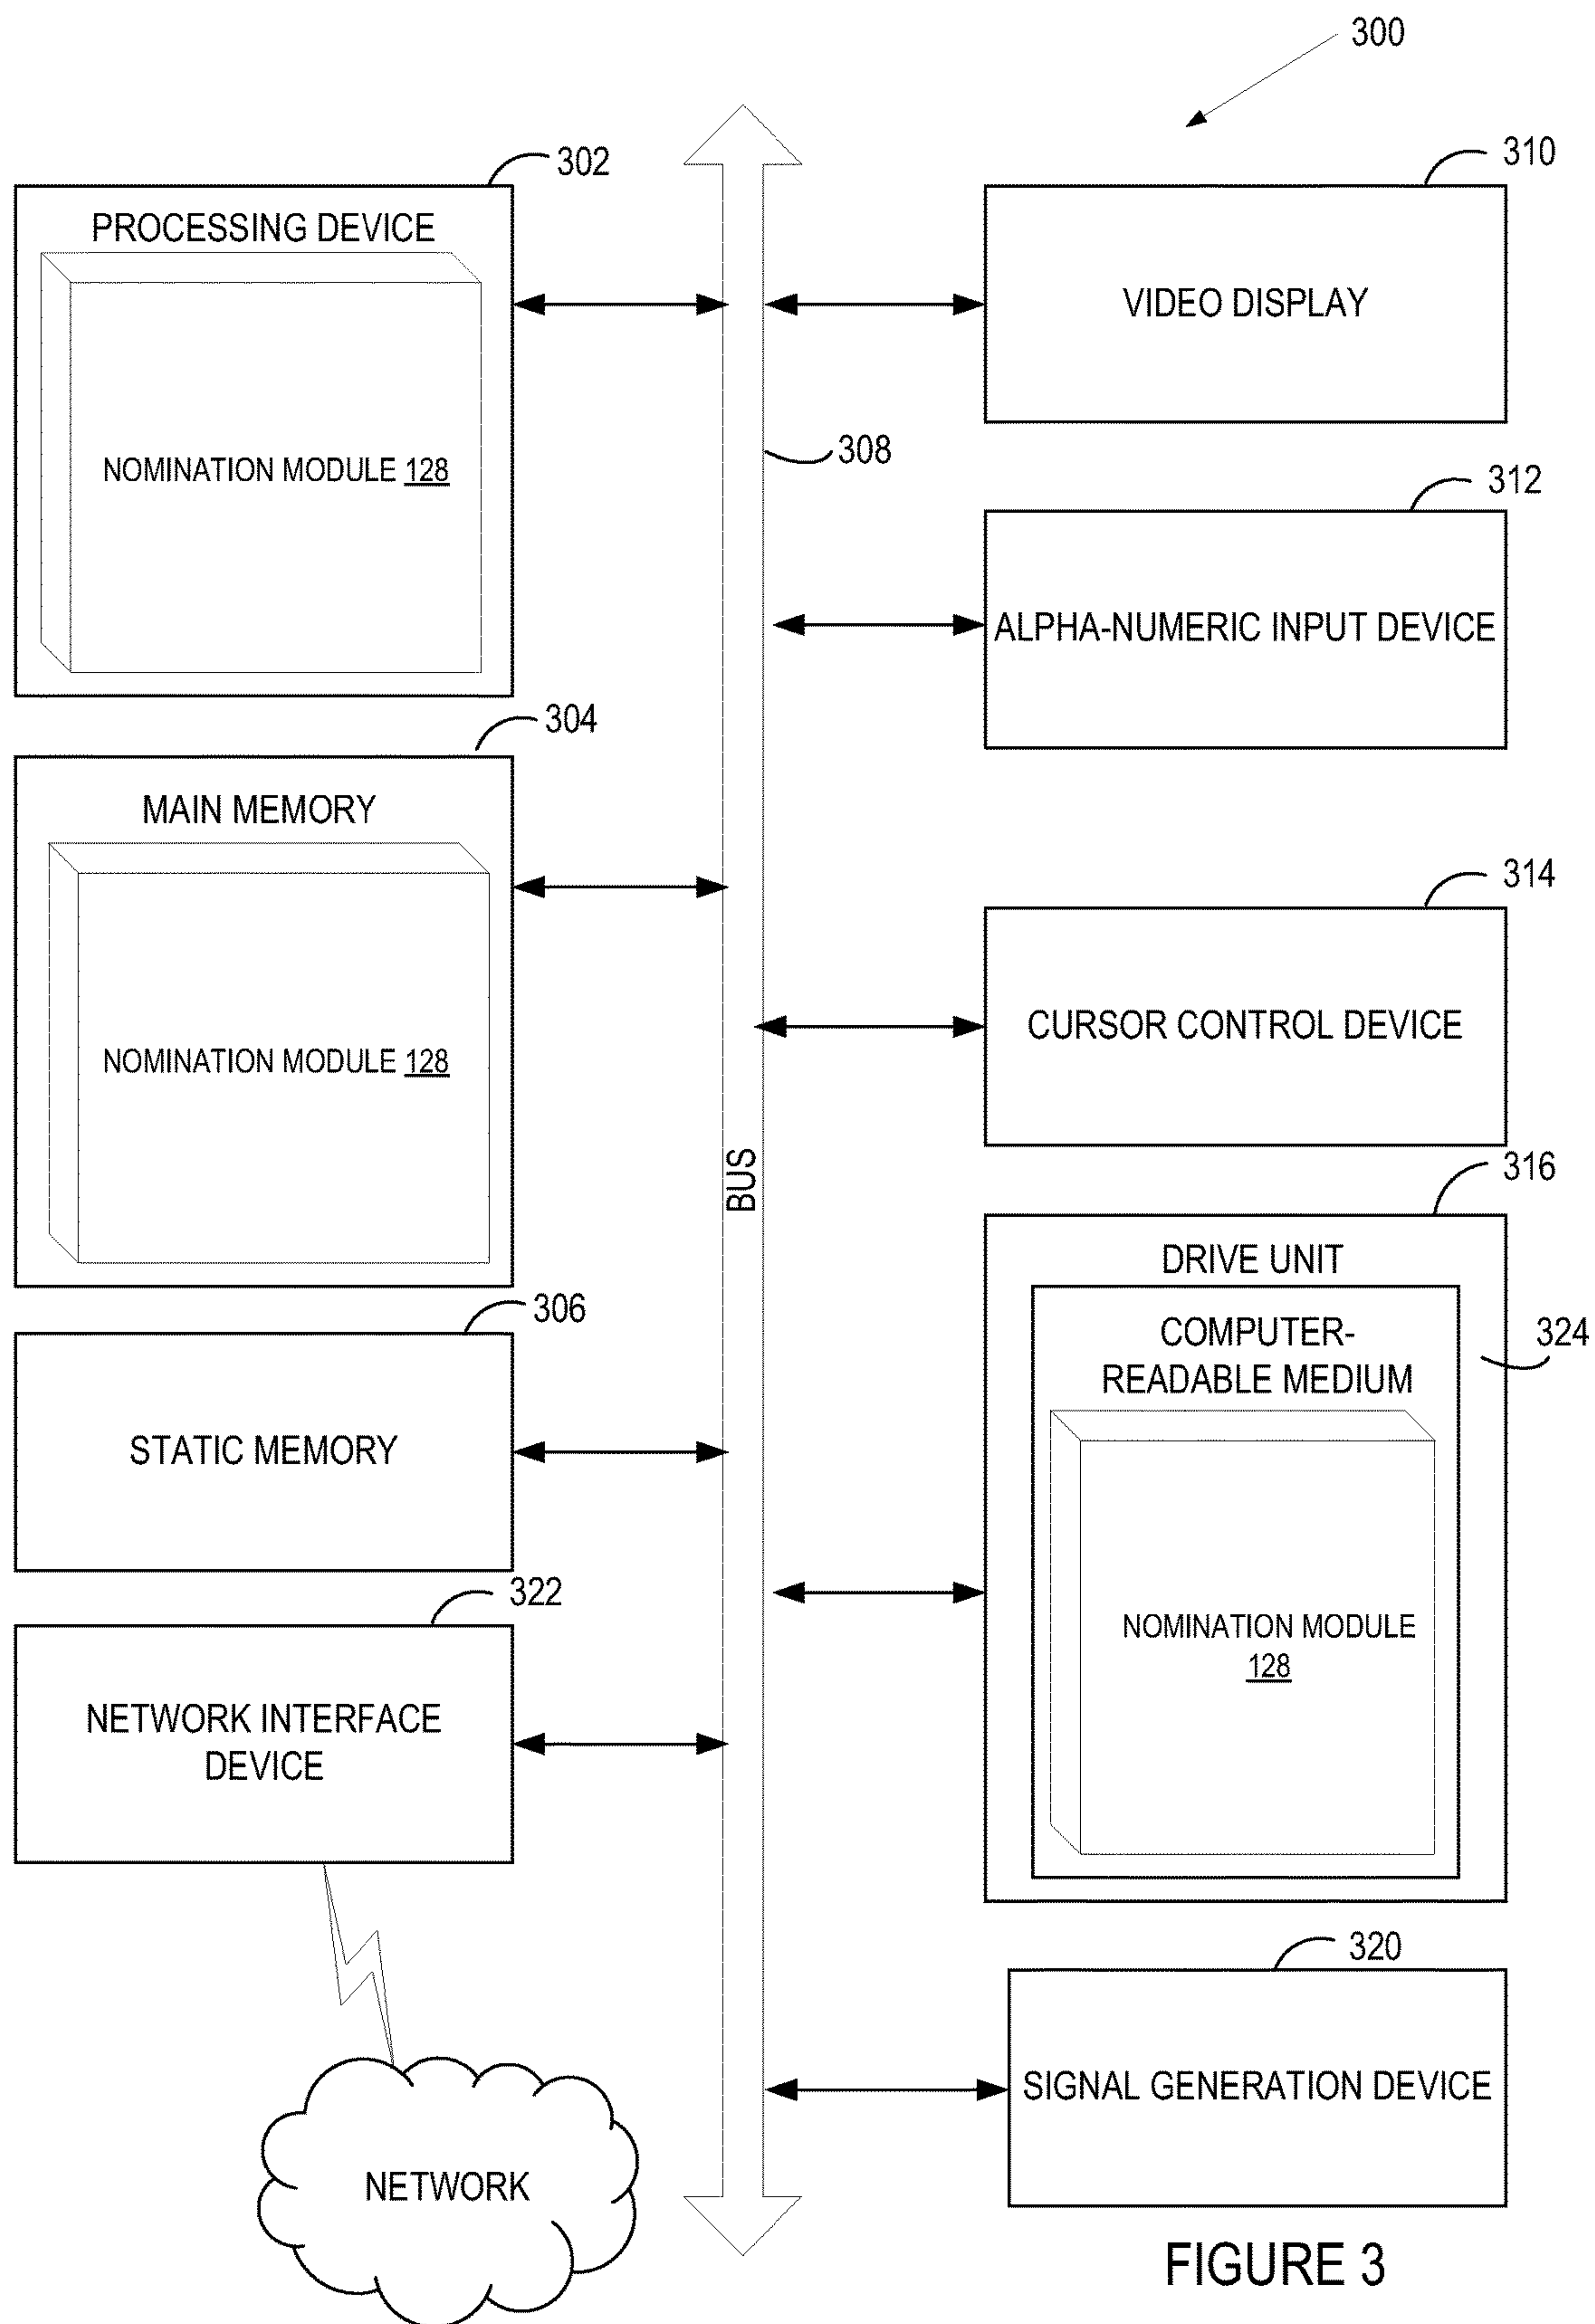 300
302
PROCESSING DEVICE
NOMINATION MODULE 128
304
MAIN MEMORY
NOMINATION MODULE 128
306
STATIC MEMORY
322
NETWORK INTERFACE
DEVICE
NETWORK
308
BUS
310
VIDEO DISPLAY
312
ALPHA-NUMERIC INPUT DEVICE
314
CURSOR CONTROL DEVICE
316
DRIVE UNIT
324
COMPUTER-
READABLE MEDIUM
NOMINATION MODULE
128
320
SIGNAL GENERATION DEVICE
FIGURE 3